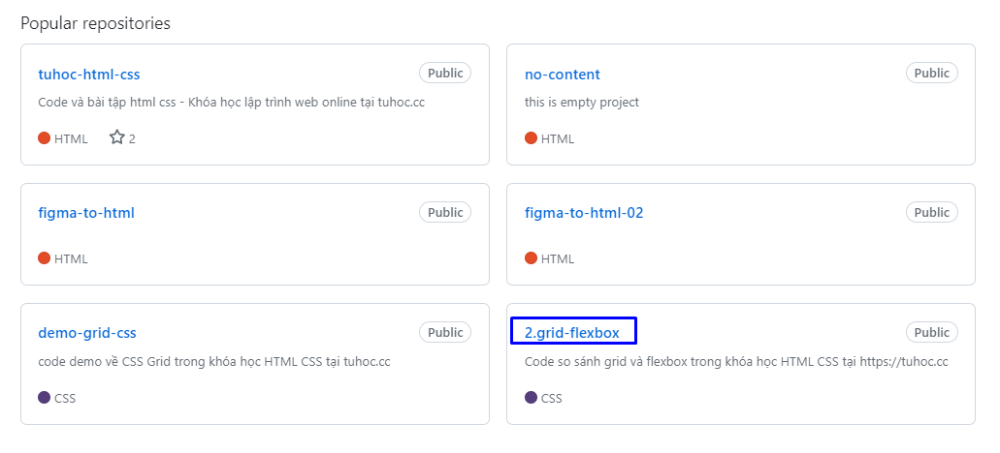 Popular repositories
tuhoc-html-css
Public
Code và bài tập html css - Khóa học lập trình web online tại tuhoc.cc
HTML
2
no-content
Public
this is empty project
HTML
figma-to-html
Public
HTML
figma-to-html-02
Public
HTML
demo-grid-css
Public
code demo về CSS Grid trong khóa học HTML CSS tại tuhoc.cc
CSS
2.grid-flexbox
Public
Code so sánh grid và flexbox trong khóa học HTML CSS tại https://tuhoc.cc
CSS